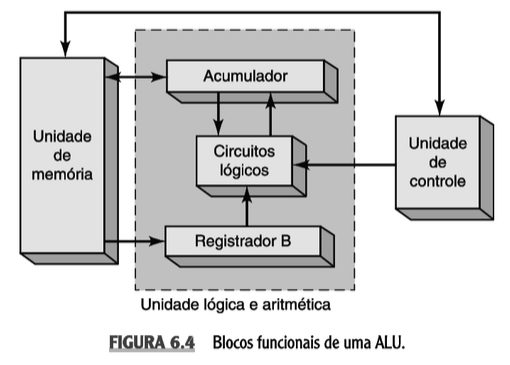 Acumulador
Unidade
de
memória
Circuitos
lógicos
Unidade
de
controle
Registrador B
Unidade lógica e aritmética
FIGURA 6.4 Blocos funcionais de uma ALU.